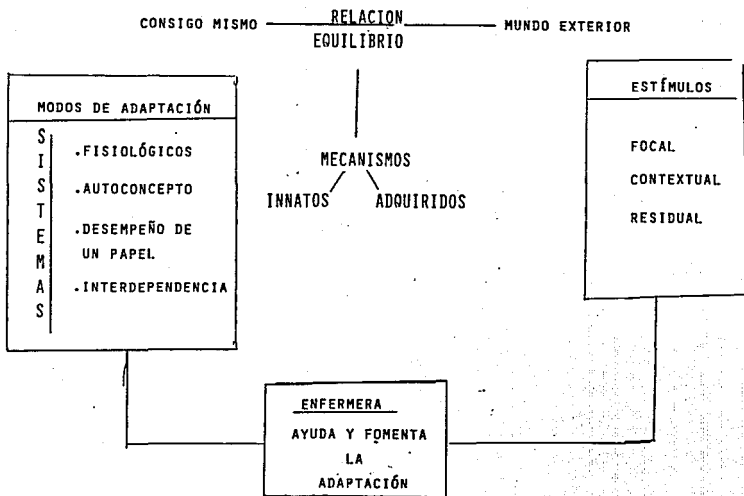 CONSIGO MISMO RELACION MUNDO EXTERIOR
EQUILIBRIO
MODOS DE ADAPTACIÓN
SISTEMAS
.FISIOLÓGICOS
.AUTOCONCEPTO
.DESEMPEÑO DE
UN PAPEL
.INTERDEPENDENCIA
MECANISMOS
INNATOS ADQUIRIDOS
ESTÍMULOS
FOCAL
CONTEXTUAL
RESIDUAL
ENFERMERA
AYUDA Y FOMENTA
LA
ADAPTACIÓN